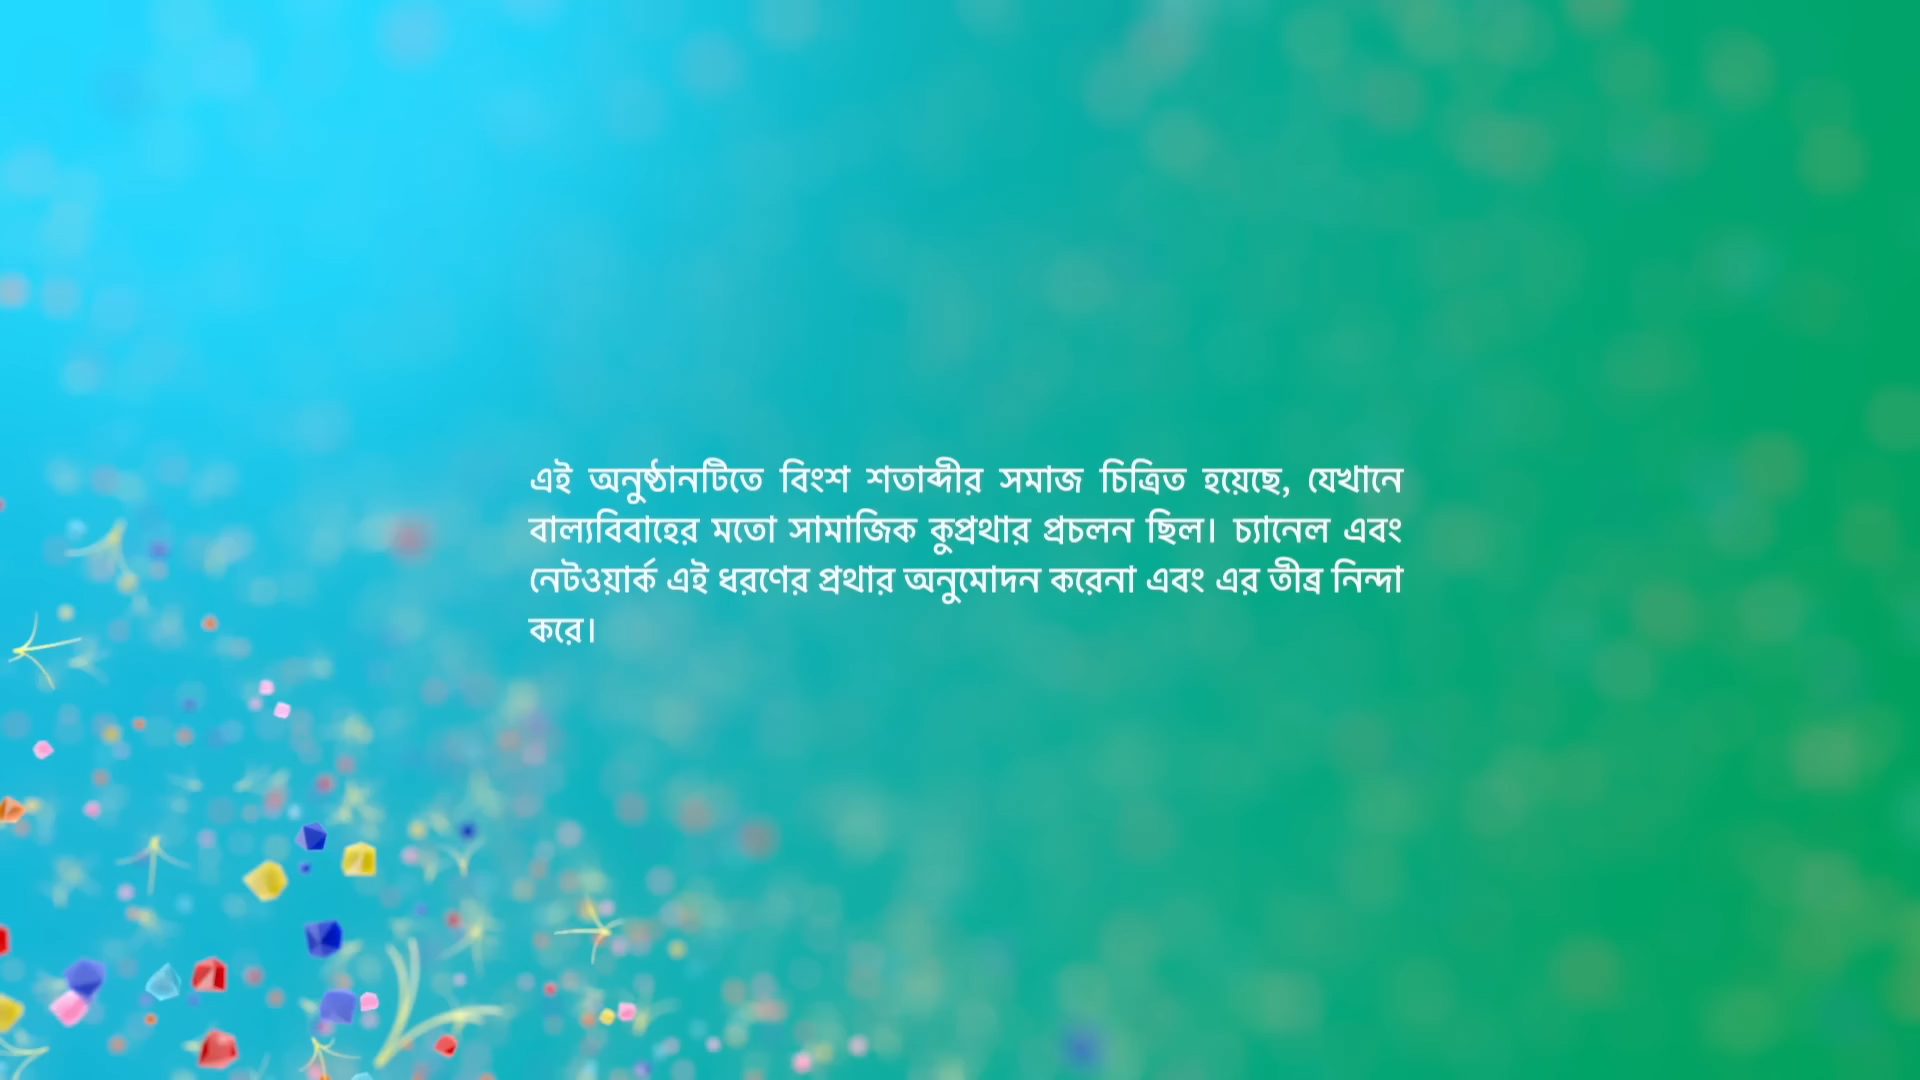 এই অনুষ্ঠানটিতে বিংশ শতাব্দীর সমাজ চিত্রিত হয়েছে, যেখানে
বাল্যবিবাহের মতো সামাজিক কুপ্রথার প্রচলন ছিল। চ্যানেল এবং
নেটওয়ার্ক এই ধরণের প্রথার অনুমোদন করেনা এবং এর তীব্র নিন্দা
করে।